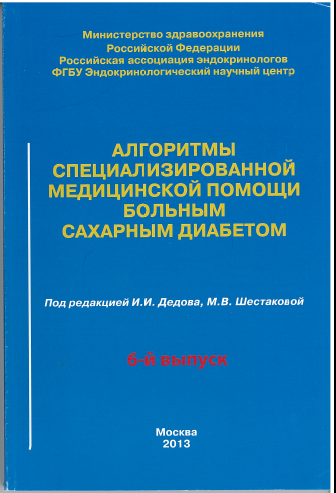 Министерство здравоохранения
Российской Федерации
Российская ассоциация эндокринологов
ФГБУ Эндокринологический научный центр
АЛГОРИТМЫ
СПЕЦИАЛИЗИРОВАННОЙ
МЕДИЦИНСКОЙ ПОМОЩИ
БОЛЬНЫМ
САХАРНЫМ ДИАБЕТОМ
Под редакцией И.И. Дедова, М.В. Шестаковой
6-й выпуск
Москва
2013